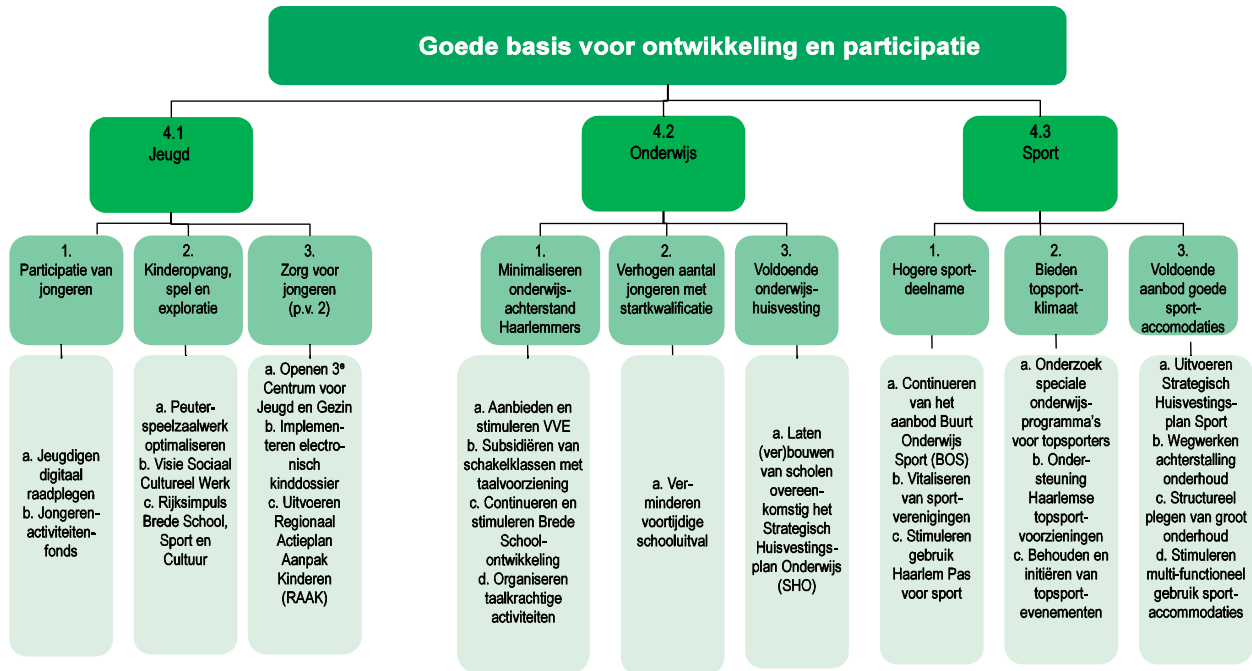 Goede basis voor ontwikkeling en participatie
4.1
Jeugd
4.2
Onderwijs
4.3
Sport
1.
Participatie van
jongeren
2.
Kinderopvang,
spel en
exploratie
3.
Zorg voor
jongeren
(p.v. 2)
1.
Minimaliseren
onderwijs-
achterstand
Haarlemmers
2.
Verhogen aantal
jongeren met
startkwalificatie
3.
Voldoende
onderwijs-
huisvesting
1.
Hogere sport-
deelname
2.
Bieden
topsport-
klimaat
3.
Voldoende
aanbod goede
sport-
accomodaties
a. Jeugdigen
digitaal
raadplegen
b. Jongeren-
activiteiten-
fonds
a. Peuter-
speelzaalwerk
optimaliseren
b. Visie Sociaal
Cultureel Werk
c. Rijksimpuls
Brede School,
Sport en
Cultuur
a. Openen 3e
Centrum voor
Jeugd en Gezin
b. Implemen-
teren electro-
nisch
kinddossier
c. Uitvoeren
Regionaal
Actieplan
Aanpak
Kinderen
(RAAK)
a. Aanbieden en
stimuleren VVE
b. Subsidiëren van
schakelklassen met
taalvoorziening
c. Continueren en
stimuleren Brede
School-
ontwikkeling
d. Organiseren
taalkrachtige
activiteiten
a. Ver-
minderen
voortijdige
schooluitval
a. Laten
(ver)bouwen
van scholen
overeen-
komstig het
Strategisch
Huisvestings-
plan Onderwijs
(SHO)
a. Continueren
van het
aanbod Buurt
Onderwijs
Sport (BOS)
b. Vitaliseren
van sport-
verenigingen
c. Stimuleren
gebruik
Haarlem Pas
voor sport
a. Onderzoek
speciale
onderwijs-
programma's
voor topsporters
b. Onder-
steuning
Haarlemse
topsport-
voorzieningen
c. Behouden en
initiëren van
topsport-
evenementen
a. Uitvoeren
Strategisch
Huisvestings-
plan Sport
b. Wegwerken
achterstalling
onderhoud
c. Structureel
plegen van groot
onderhoud
d. Stimuleren
multi-functioneel
gebruik sport-
accommodaties